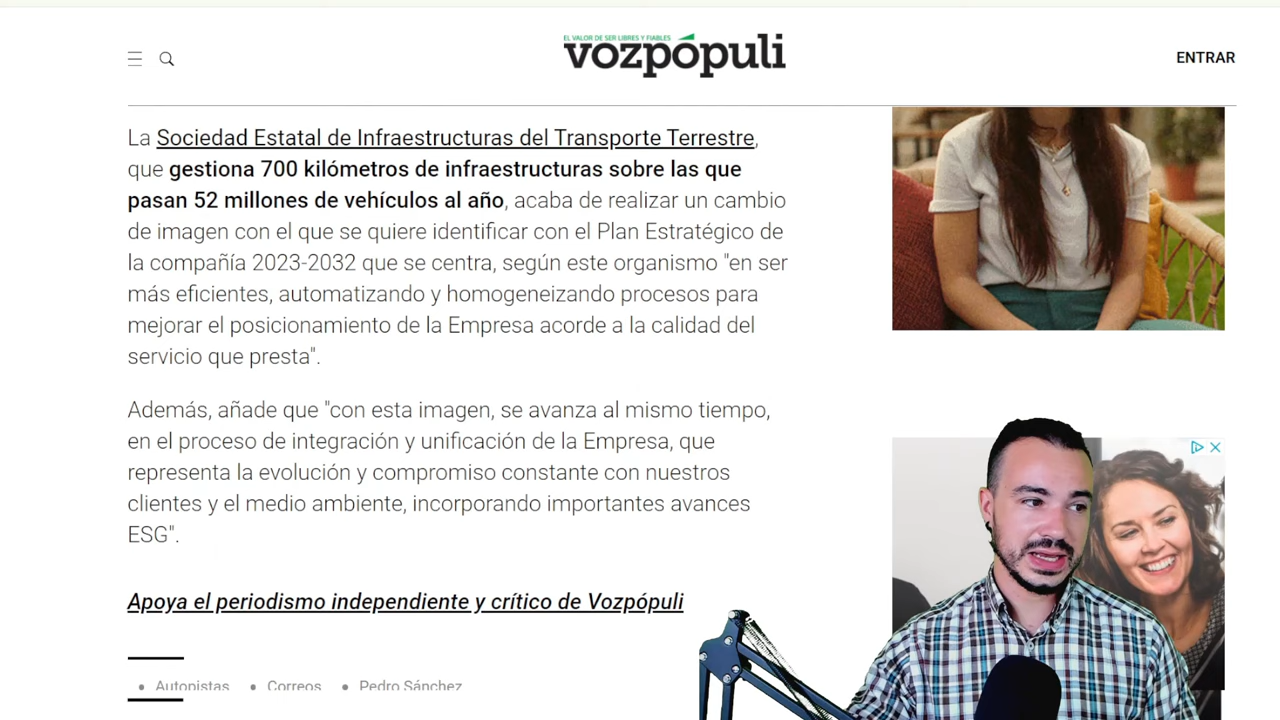 EL VALOR DE SER LIBRES Y FIABLES
vozpópuli
ENTRAR
La Sociedad Estatal de Infraestructuras del Transporte Terrestre,
que gestiona 700 kilómetros de infraestructuras sobre las que
pasan 52 millones de vehículos al año, acaba de realizar un cambio
de imagen con el que se quiere identificar con el Plan Estratégico de
la compañía 2023-2032 que se centra, según este organismo "en ser
más eficientes, automatizando y homogeneizando procesos para
mejorar el posicionamiento de la Empresa acorde a la calidad del
servicio que presta".
Además, añade que "con esta imagen, se avanza al mismo tiempo,
en el proceso de integración y unificación de la Empresa, que
representa la evolución y compromiso constante con nuestros
clientes y el medio ambiente, incorporando importantes avances
ESG".
Apoya el periodismo independiente y crítico de Vozpópuli
• Autopistas • Correos • Pedro Sánchez